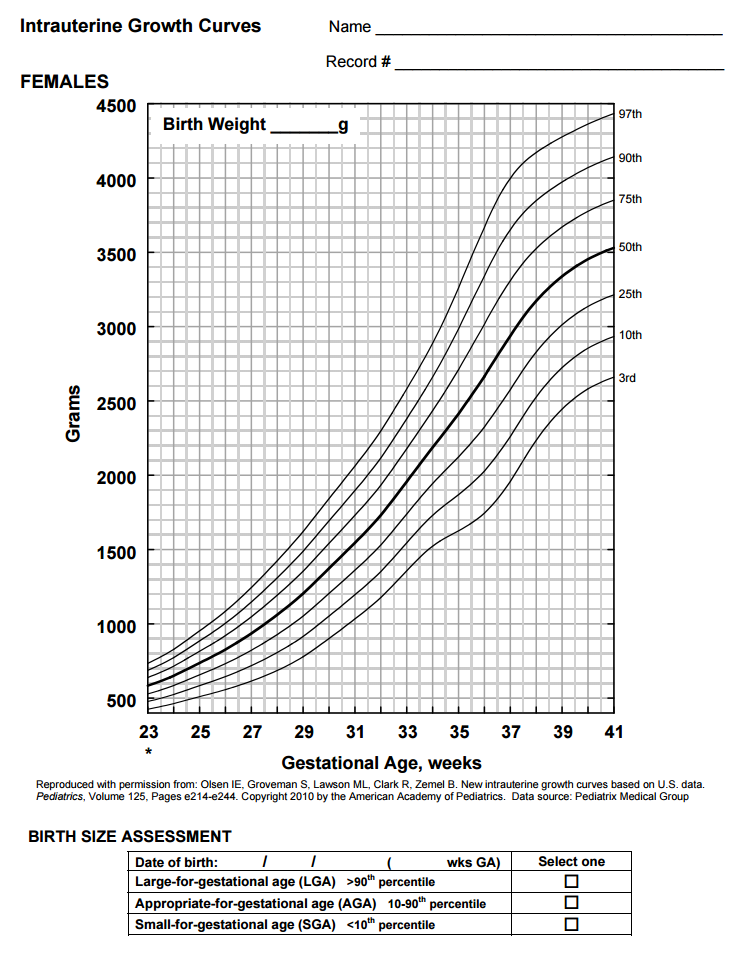 Intrauterine Growth Curves Name
Record #
FEMALES
4500
97th
Birth Weight g
90th
4000
75th
3500
50th
25th
3000
10th
2500
3rd
Grams
2000
1500
1000
500
23 25 27 29 31 33 35 37 39 41
*
Gestational Age, weeks
Reproduced with permission from: Olsen IE, Groveman S, Lawson ML, Clark R, Zemel B. New intrauterine growth curves based on U.S. data.
Pediatrics, Volume 125, Pages e214-e244. Copyright 2010 by the American Academy of Pediatrics. Data source: Pediatrix Medical Group
BIRTH SIZE ASSESSMENT
Date of birth: / / ( wks GA) Select one
Large-for-gestational age (LGA) >90th percentile
Appropriate-for-gestational age (AGA) 10-90th percentile
Small-for-gestational age (SGA) <10th percentile